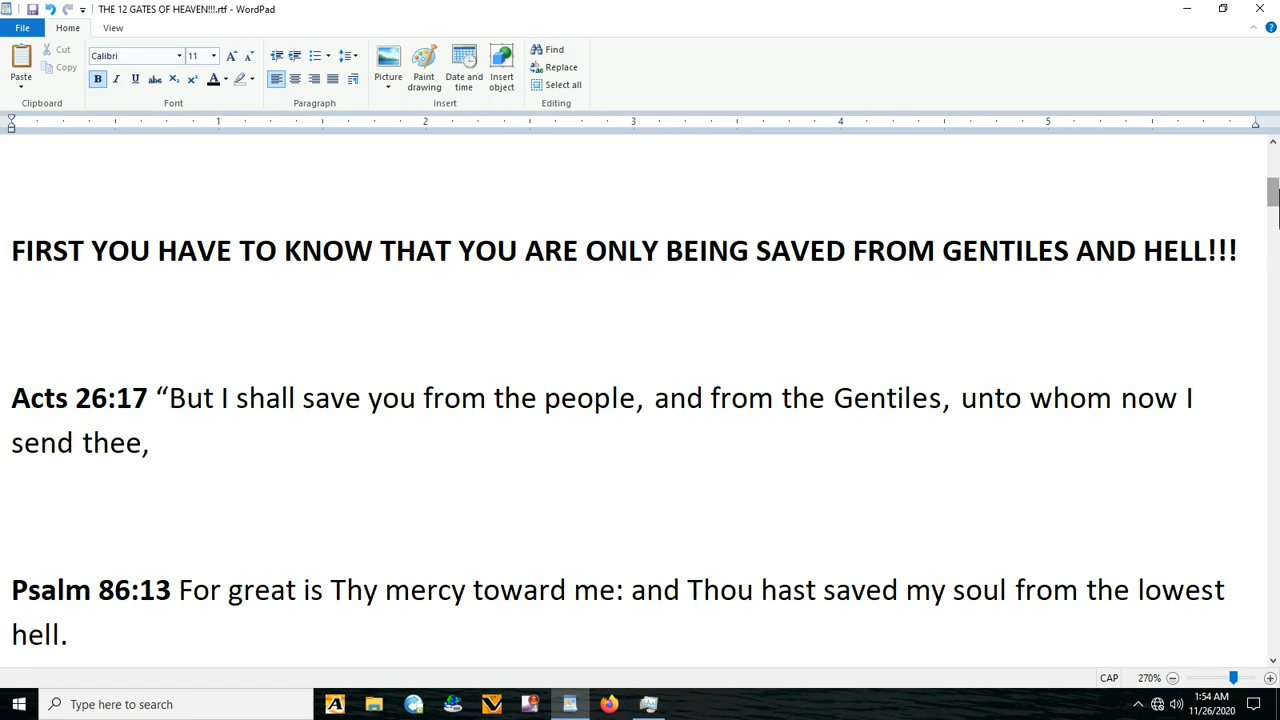 THE 12 GATES OF HEAVEN!!!.rtf - WordPad
File
Home
View
Paste
Cut
Copy
Clipboard
Calibri
11
Font
Paragraph
Picture
Paint drawing
Date and time
Insert object
Insert
Find
Replace
Select all
Editing
1 2 3 4 5
FIRST YOU HAVE TO KNOW THAT YOU ARE ONLY BEING SAVED FROM GENTILES AND HELL!!!
Acts 26:17 “But I shall save you from the people, and from the Gentiles, unto whom now I
send thee,
Psalm 86:13 For great is Thy mercy toward me: and Thou hast saved my soul from the lowest
hell.
CAP
270%
Type here to search
1:54 AM
11/26/2020